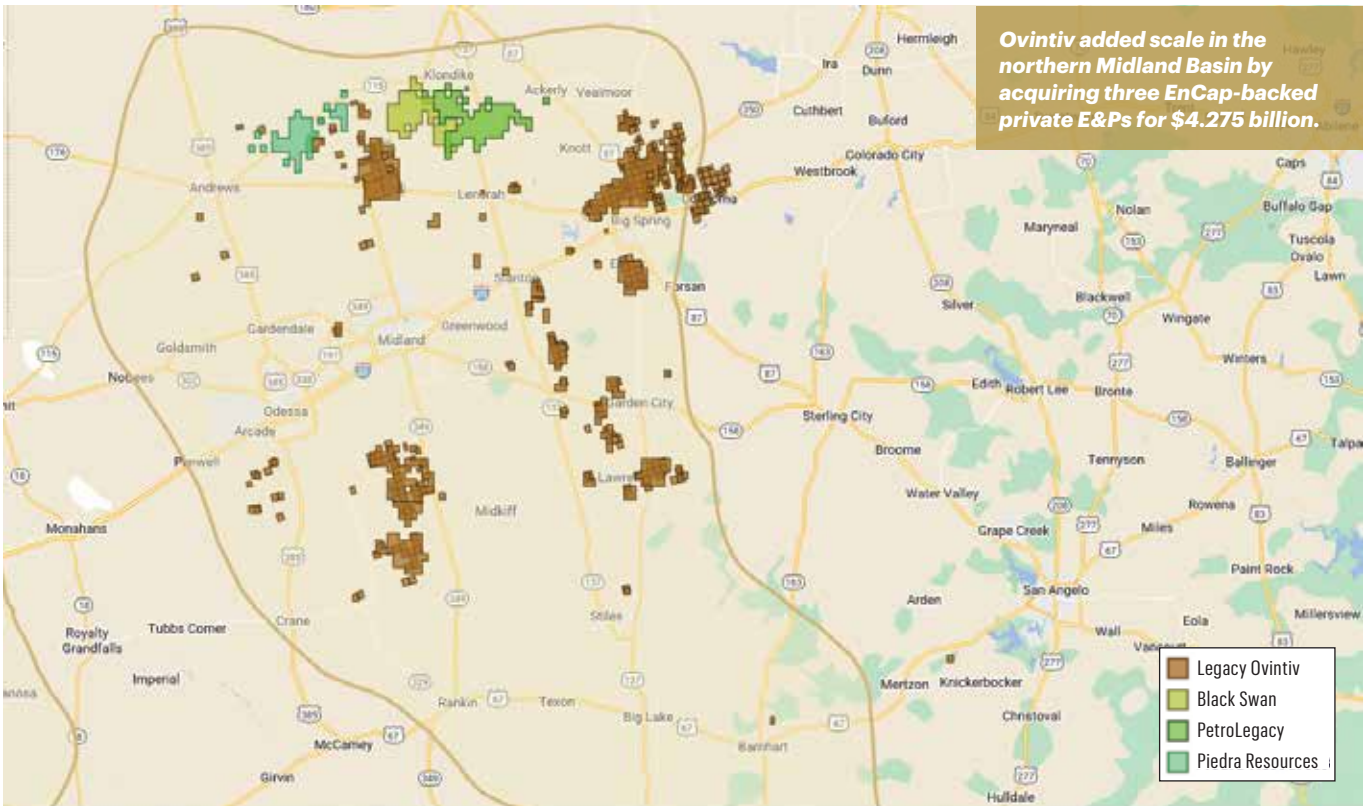 Ovintiv added scale in the
northern Midland Basin by
acquiring three EnCap-backed
private E&Ps for $4.275 billion.
Hermleigh
Hawley
Ira
Dunn
Klondike
Ackerly
Vealmoor
Cuthbert
Buford
Trent
Abilene
Knott
Colorado City
Westbrook
Caps
Andrews
Lenorah
Coahoma
Big Spring
Nolan
Buffalo Gap
Maryneal
Tuscola
Ovalo
Lawn
Stanton
Forsan
Silver
Blackwell
Wingate
Gardendale
Greenwood
Midland
Goldsmith
Notrees
Winters
Odessa
Garden City
Edith
Robert Lee
Bronte
Sterling City
Arcade
Penwell
Broome
Tennyson
Ballinger
Talpa
Water Valley
Rowena
Midkiff
Monahans
Grape Creek
Miles
Paint Rock
San Angelo
Arden
Stiles
Eola
Millersview
Crane
Wall
Royalty
Grandfalls
Tubbs Corner
Imperial
Mertzon
Knickerbocker
Rankin
Texon
Big Lake
Christoval
McCamey
Barnhart
Girvin
Hulldale
Legacy Ovintiv
Black Swan
PetroLegacy
Piedra Resources